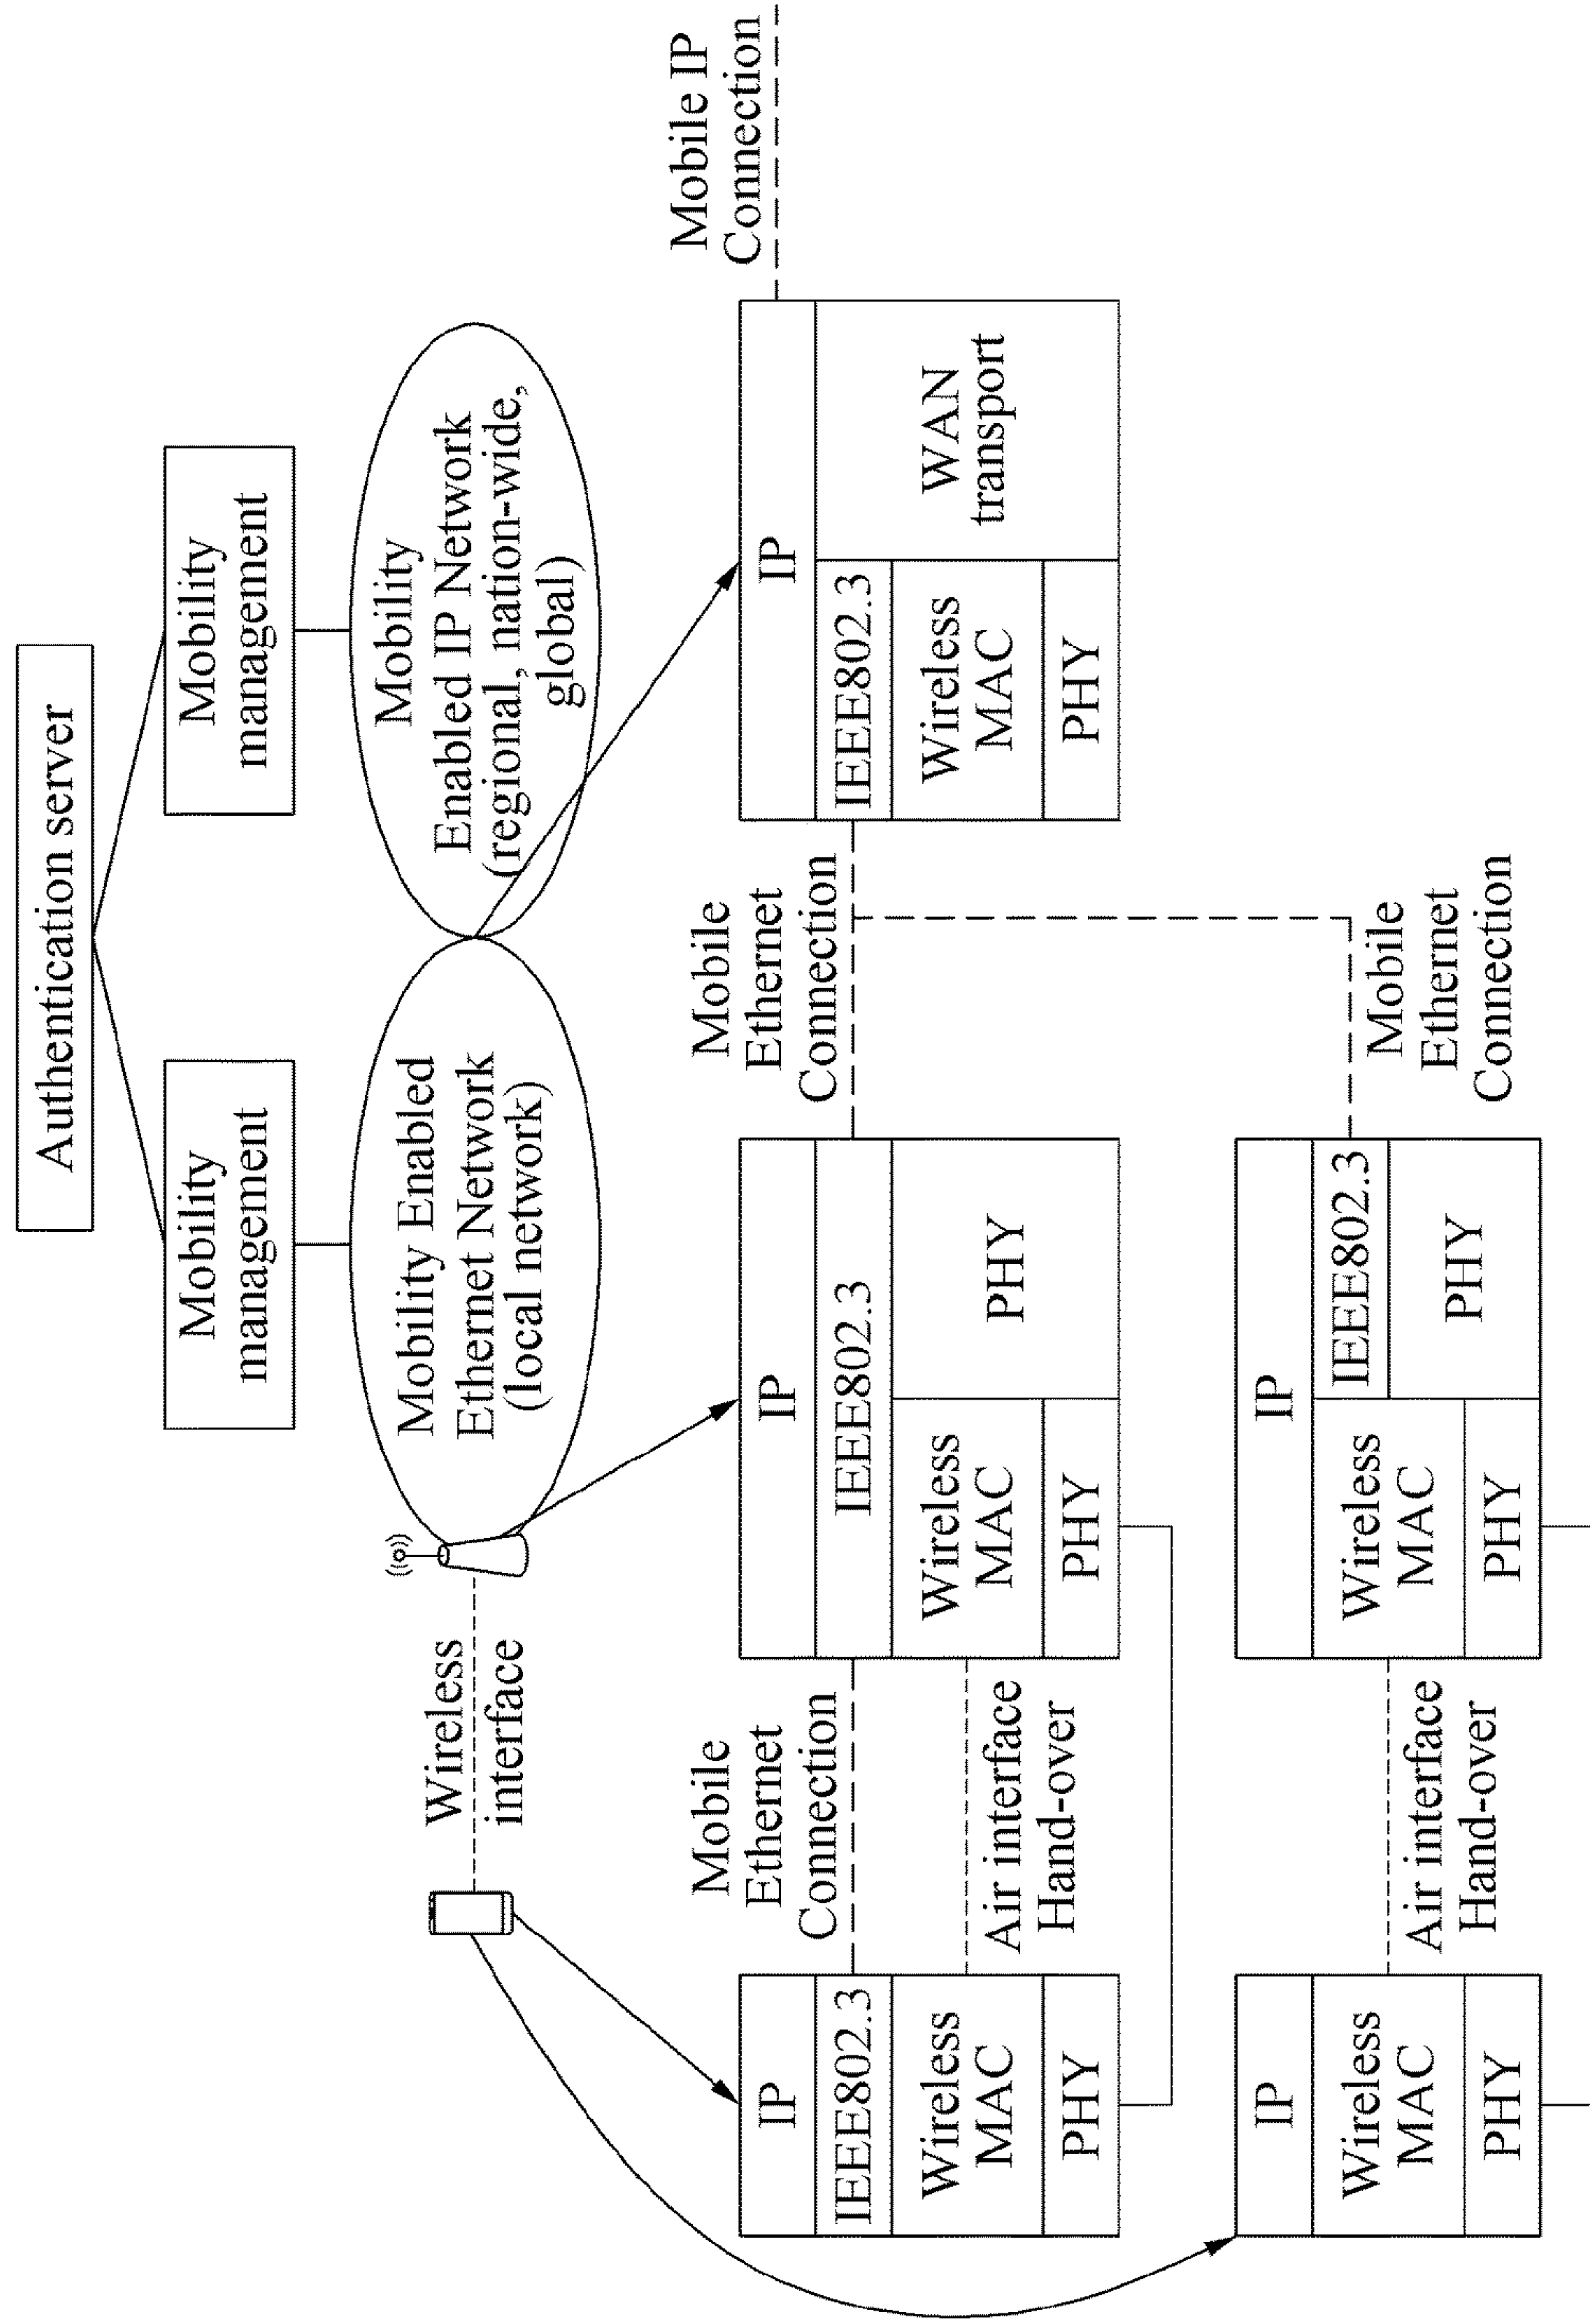 Authentication server
Mobility
management
Mobility
management
Mobility Enabled
Ethernet Network
(local network)
Mobility
Enabled IP Network
(regional, nation-wide,
global)
Wireless
interface
Mobile
Ethernet
Connection
Mobile
Ethernet
Connection
Mobile IP
Connection
IP
IEEE802.3
Wireless
MAC
PHY
Air interface
Hand-over
IP
IEEE802.3
Wireless
MAC
PHY
PHY
IP
IEEE802.3
Wireless
MAC
PHY
WAN
transport
IP
Wireless
MAC
PHY
Air interface
Hand-over
IP
Wireless
MAC
PHY
IEEE802.3
PHY
Mobile
Ethernet
Connection